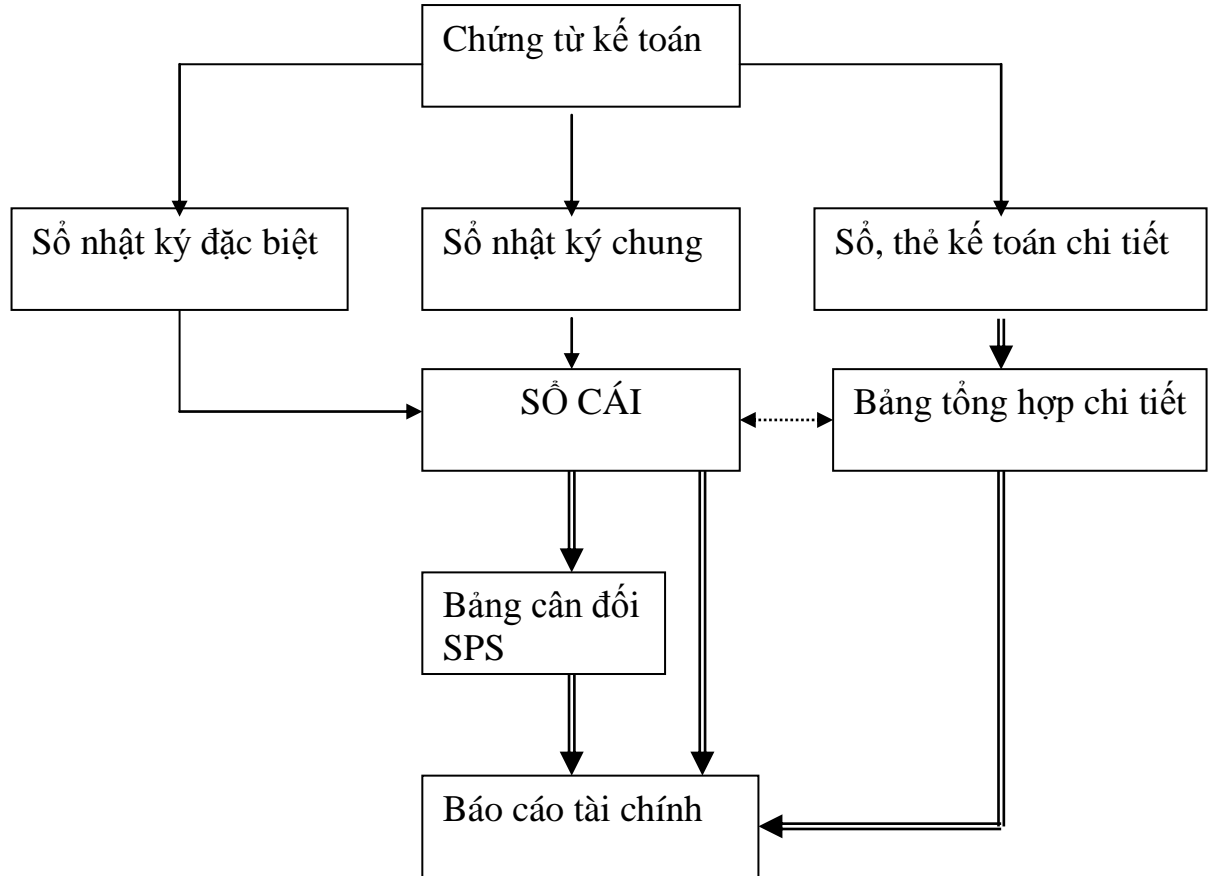 Chứng từ kế toán
Sổ nhật ký đặc biệt
Sổ nhật ký chung
Sổ, thẻ kế toán chi tiết
SỔ CÁI
Bảng tổng hợp chi tiết
Bảng cân đối
SPS
Báo cáo tài chính